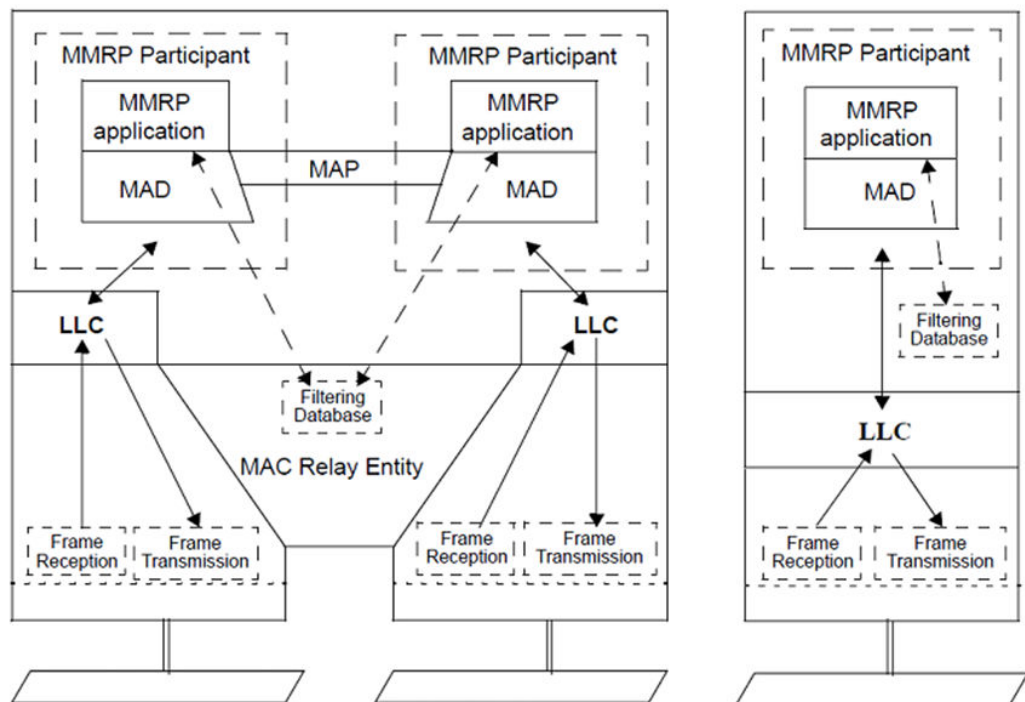 MMRP Participant
MMRP
application
MAD
MAP
MMRP Participant
MMRP
application
MAD
LLC
LLC
Filtering
Database
MAC Relay Entity
Frame
Reception
Frame
Transmission
Frame
Reception
Frame
Transmission
MMRP Participant
MMRP
application
MAD
Filtering
Database
LLC
Frame
Reception
Frame
Transmission